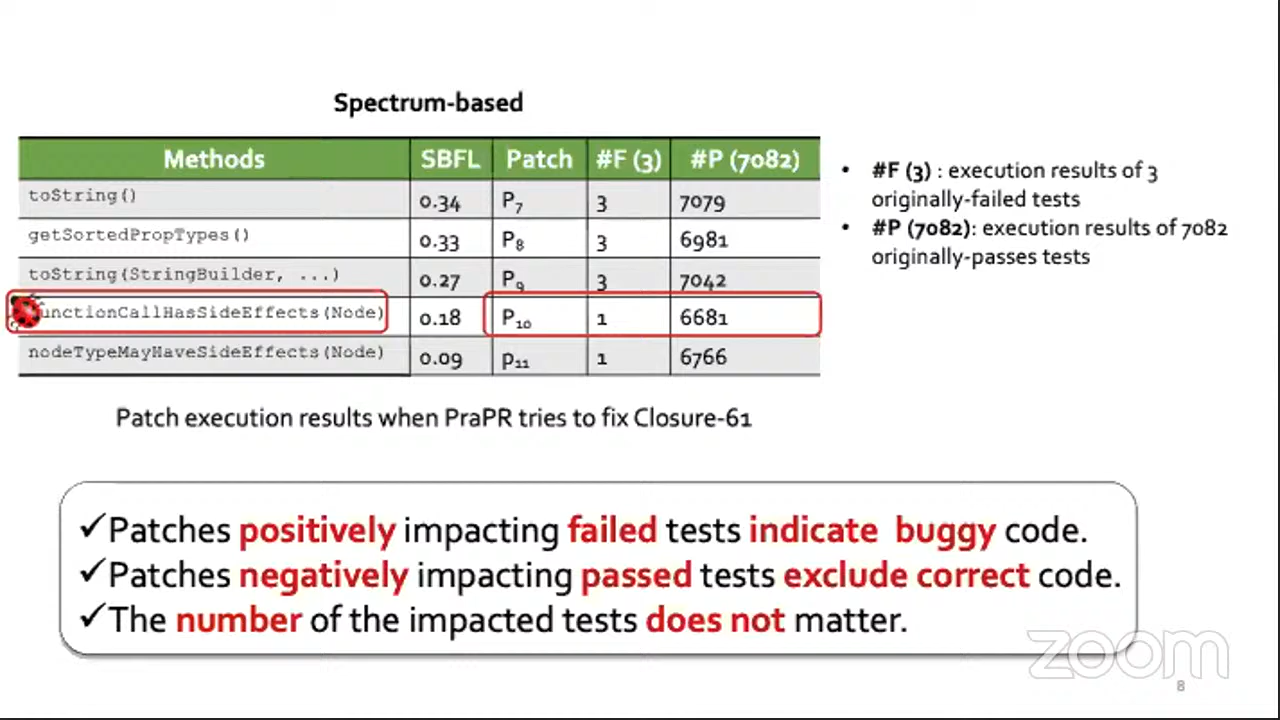 Spectrum-based
Methods SBFL Patch #F (3) #P (7082)
toString() 0.34 P7 3 7079
getSortedPropTypes() 0.33 P8 3 6981
toString(StringBuilder, ...) 0.27 P9 3 7042
unctionCallHasSideEffects(Node) 0.18 P10 1 6681
nodeTypeMayHaveSideEffects(Node) 0.09 p11 1 6766
Patch execution results when PraPR tries to fix Closure-61
• #F (3) : execution results of 3
originally-failed tests
• #P (7082): execution results of 7082
originally-passes tests
✓Patches positively impacting failed tests indicate buggy code.
✓Patches negatively impacting passed tests exclude correct code.
✓The number of the impacted tests does not matter.
zoom
8